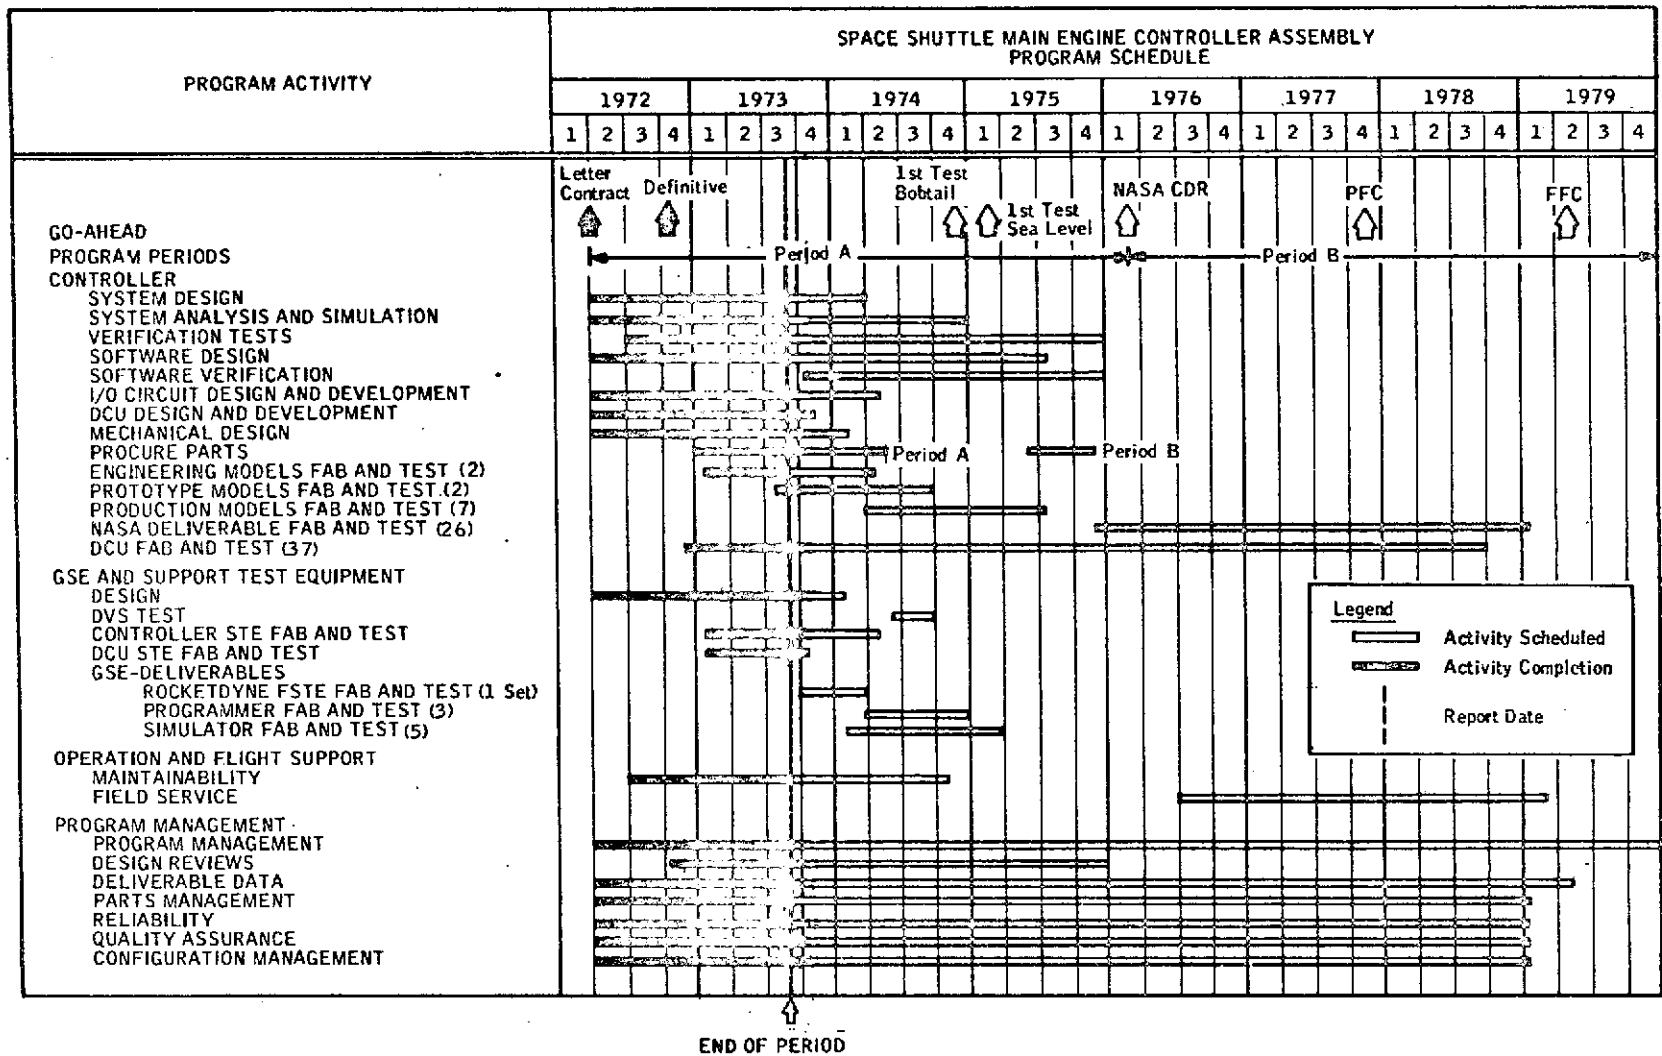 PROGRAM ACTIVITY
SPACE SHUTTLE MAIN ENGINE CONTROLLER ASSEMBLY
PROGRAM SCHEDULE
1972 1973 1974 1975 1976 1977 1978 1979
1 2 3 4 1 2 3 4 1 2 3 4 1 2 3 4 1 2 3 4 1 2 3 4 1 2 3 4 1 2 3 4
Letter
Contract
Definitive
1st Test
Bobtail
1st Test
Sea Level
NASA CDR
PFC
FFC
GO-AHEAD
PROGRAM PERIODS
Period A
Period B
CONTROLLER
SYSTEM DESIGN
SYSTEM ANALYSIS AND SIMULATION
VERIFICATION TESTS
SOFTWARE DESIGN
SOFTWARE VERIFICATION
I/O CIRCUIT DESIGN AND DEVELOPMENT
DCU DESIGN AND DEVELOPMENT
MECHANICAL DESIGN
PROCURE PARTS
Period A
Period B
ENGINEERING MODELS FAB AND TEST (2)
PROTOTYPE MODELS FAB AND TEST.(2)
PRODUCTION MODELS FAB AND TEST (7)
NASA DELIVERABLE FAB AND TEST (26)
DCU FAB AND TEST (37)
GSE AND SUPPORT TEST EQUIPMENT
DESIGN
DVS TEST
CONTROLLER STE FAB AND TEST
DCU STE FAB AND TEST
GSE-DELIVERABLES
ROCKETDYNE FSTE FAB AND TEST (1 Set)
PROGRAMMER FAB AND TEST (3)
SIMULATOR FAB AND TEST (5)
OPERATION AND FLIGHT SUPPORT
MAINTAINABILITY
FIELD SERVICE
PROGRAM MANAGEMENT
PROGRAM MANAGEMENT
DESIGN REVIEWS
DELIVERABLE DATA
PARTS MANAGEMENT
RELIABILITY
QUALITY ASSURANCE
CONFIGURATION MANAGEMENT
Legend
Activity Scheduled
Activity Completion
Report Date
END OF PERIOD